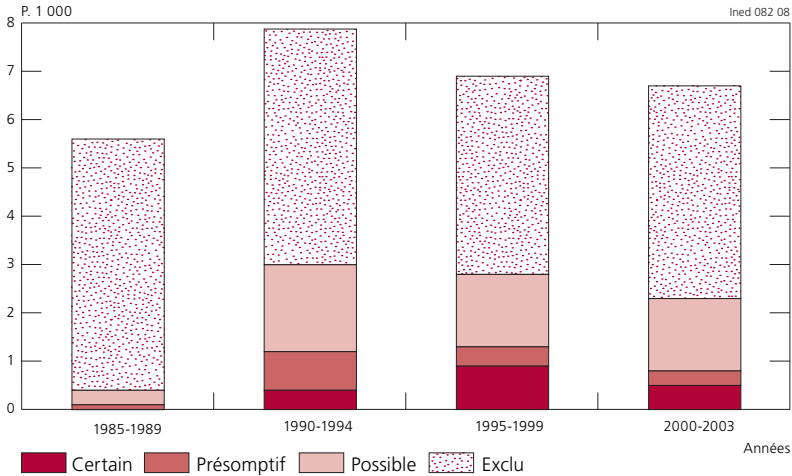 P. 1 000
Ined 082 08
8
7
6
5
4
3
2
1
0
1985-1989 1990-1994 1995-1999 2000-2003
Années
Certain Présomptif Possible Exclu